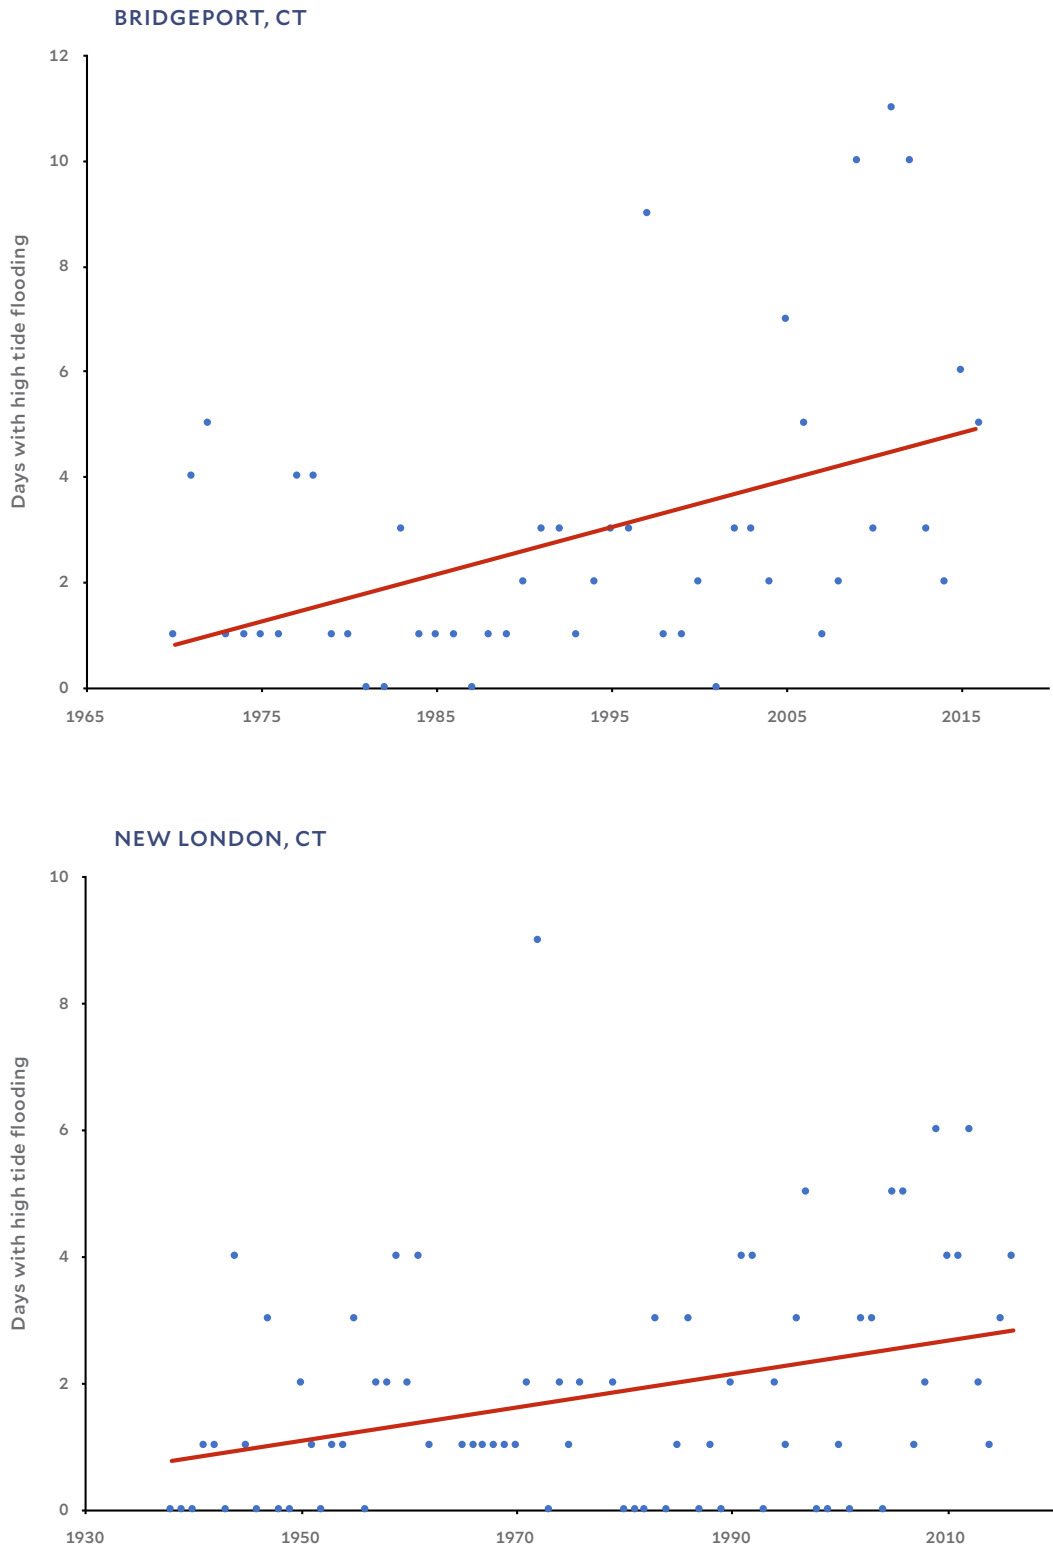 BRIDGEPORT, CT
12
10
8
6
4
2
0
Days with high tide flooding
1965 1975 1985 1995 2005 2015
NEW LONDON, CT
10
8
6
4
2
0
Days with high tide flooding
1930 1950 1970 1990 2010